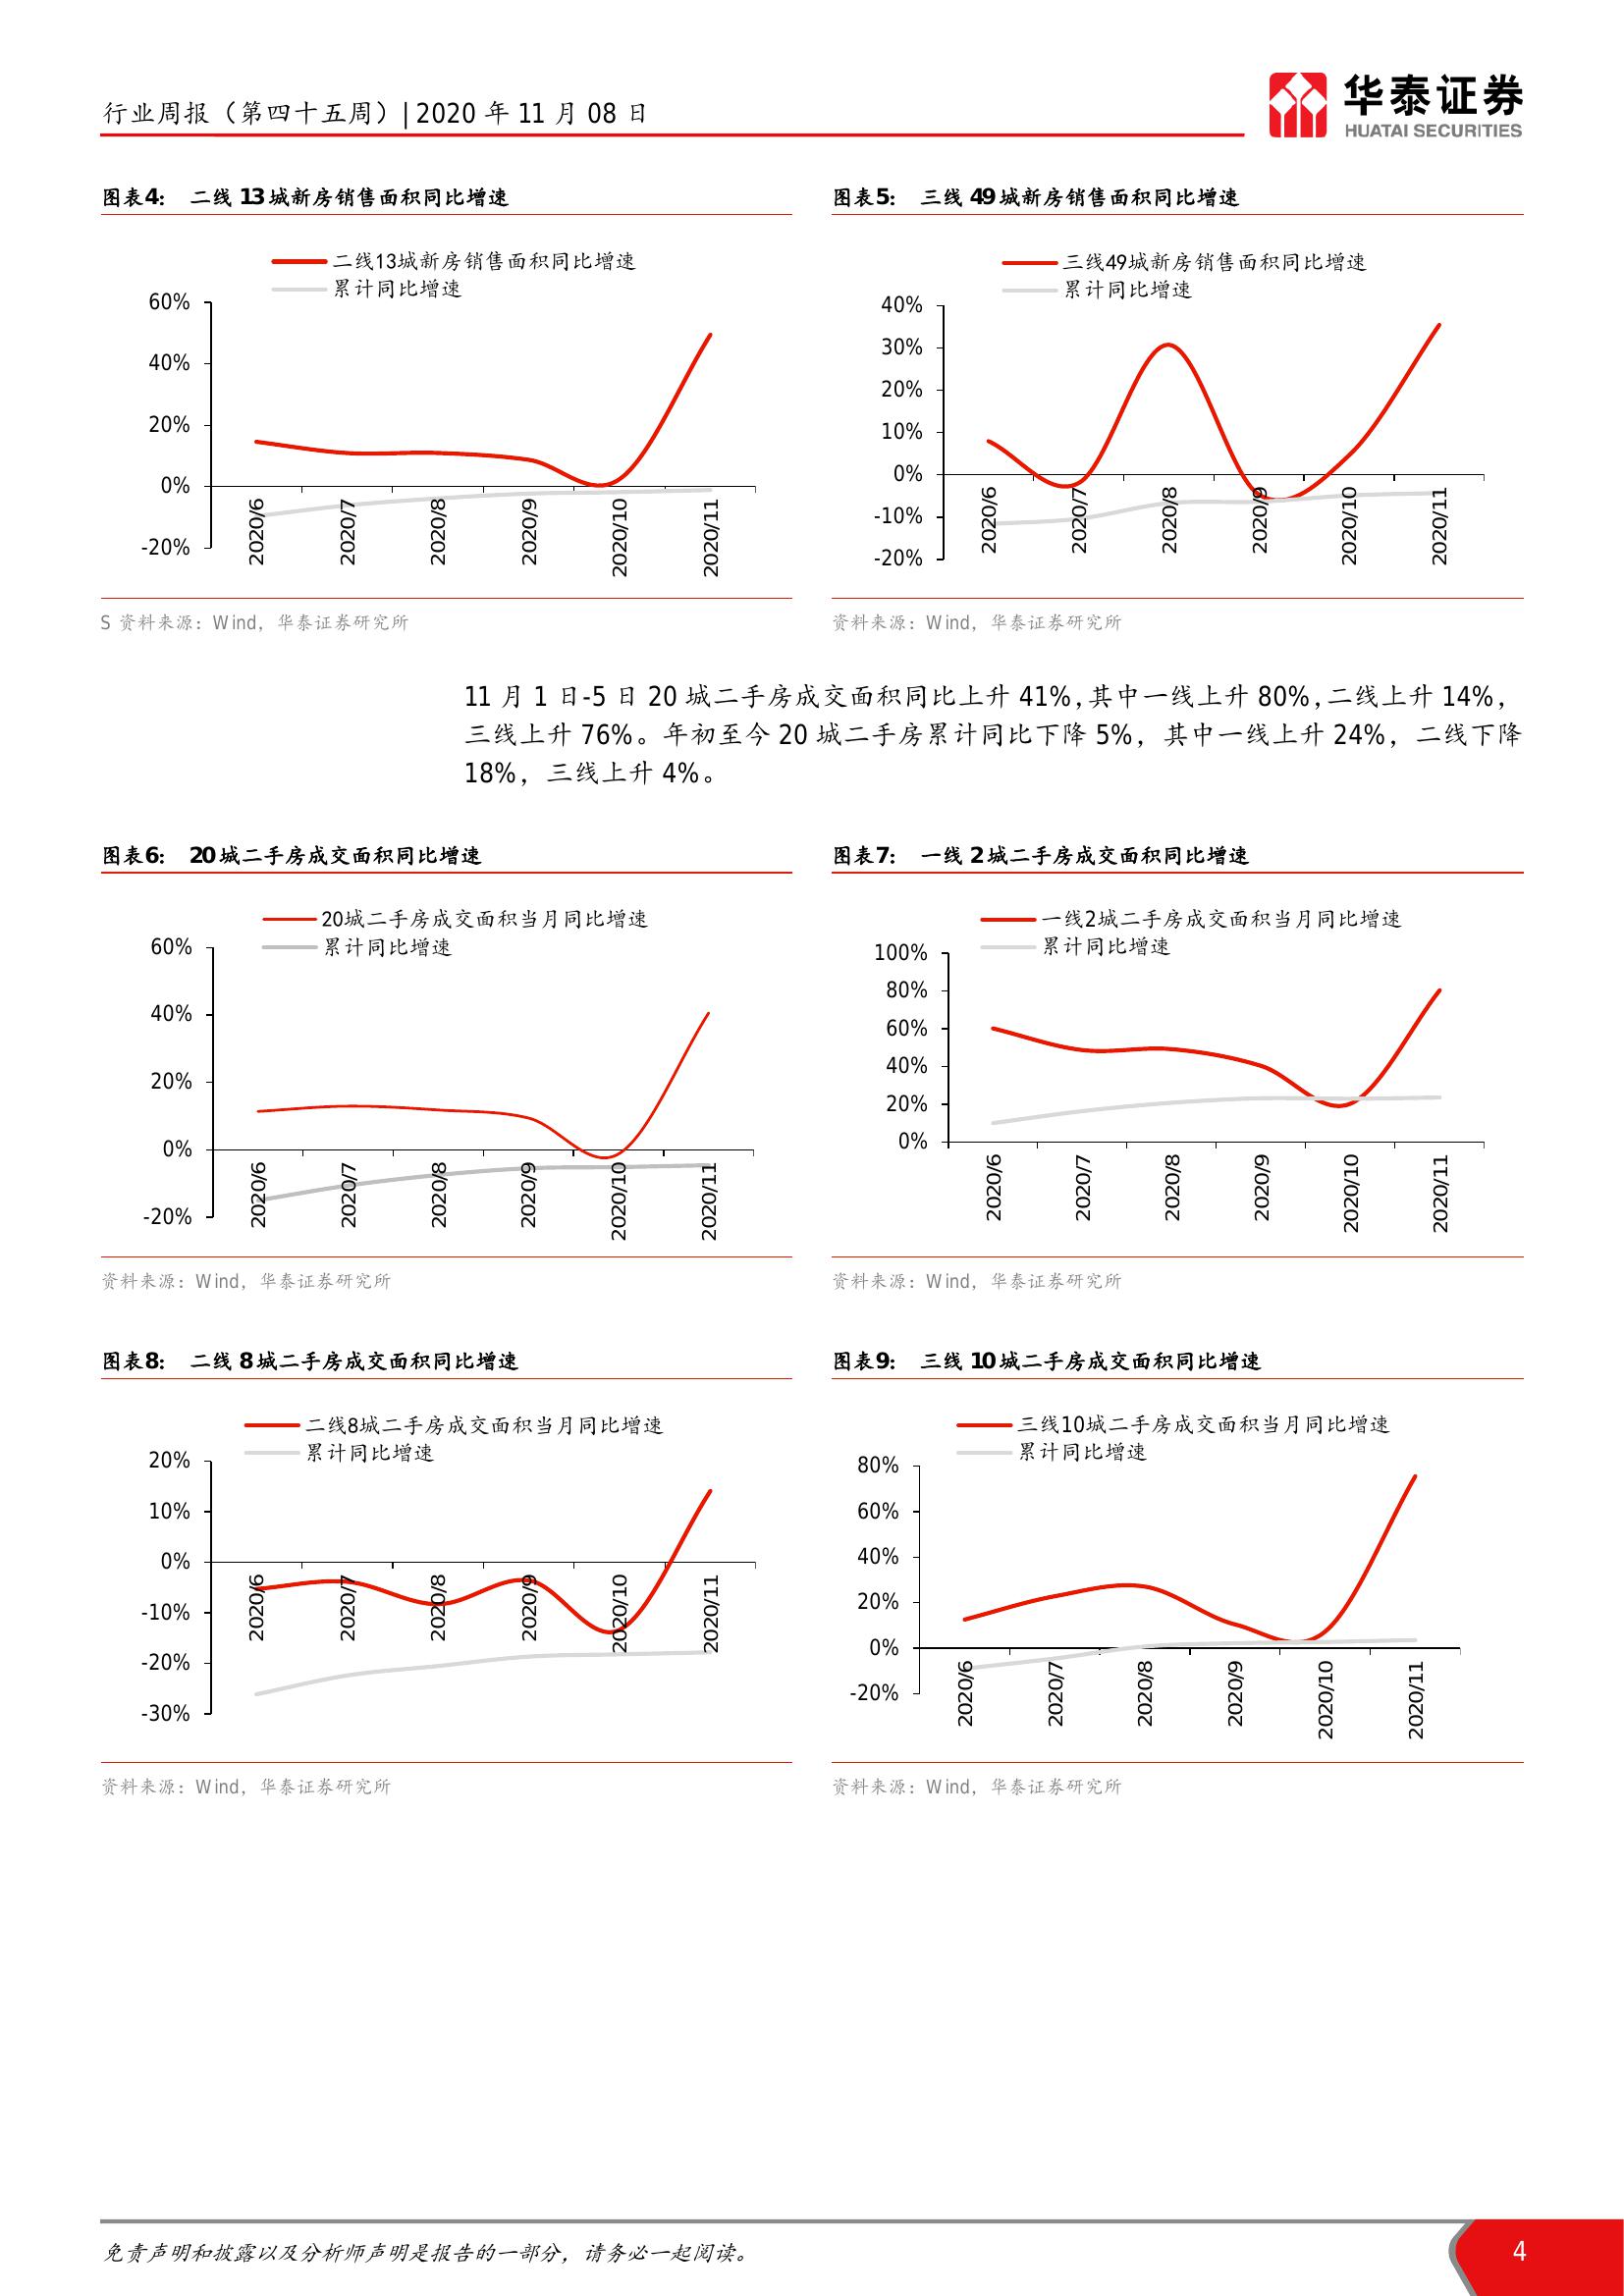 行业周报（第四十五周）| 2020 年 11 月 08 日
华泰证券
HUATAI SECURITIES
图表4： 二线 13 城新房销售面积同比增速
二线13城新房销售面积同比增速
累计同比增速
60%
40%
20%
0%
-20%
2020/6
2020/7
2020/8
2020/9
2020/10
2020/11
S 资料来源：Wind，华泰证券研究所
图表5： 三线 49 城新房销售面积同比增速
三线49城新房销售面积同比增速
累计同比增速
40%
30%
20%
10%
0%
-10%
-20%
2020/6
2020/7
2020/8
2020/9
2020/10
2020/11
资料来源：Wind，华泰证券研究所
11 月 1 日-5 日 20 城二手房成交面积同比上升 41%，其中一线上升 80%，二线上升 14%，
三线上升 76%。年初至今 20 城二手房累计同比下降 5%，其中一线上升 24%，二线下降
18%，三线上升 4%。
图表6： 20 城二手房成交面积同比增速
20城二手房成交面积当月同比增速
累计同比增速
60%
40%
20%
0%
-20%
2020/6
2020/7
2020/8
2020/9
2020/10
2020/11
资料来源：Wind，华泰证券研究所
图表7： 一线 2 城二手房成交面积同比增速
一线2城二手房成交面积当月同比增速
累计同比增速
100%
80%
60%
40%
20%
0%
2020/6
2020/7
2020/8
2020/9
2020/10
2020/11
资料来源：Wind，华泰证券研究所
图表8： 二线 8 城二手房成交面积同比增速
二线8城二手房成交面积当月同比增速
累计同比增速
20%
10%
0%
-10%
-20%
-30%
2020/6
2020/7
2020/8
2020/9
2020/10
2020/11
资料来源：Wind，华泰证券研究所
图表9： 三线 10 城二手房成交面积同比增速
三线10城二手房成交面积当月同比增速
累计同比增速
80%
60%
40%
20%
0%
-20%
2020/6
2020/7
2020/8
2020/9
2020/10
2020/11
资料来源：Wind，华泰证券研究所
免责声明和披露以及分析师声明是报告的一部分，请务必一起阅读。
4